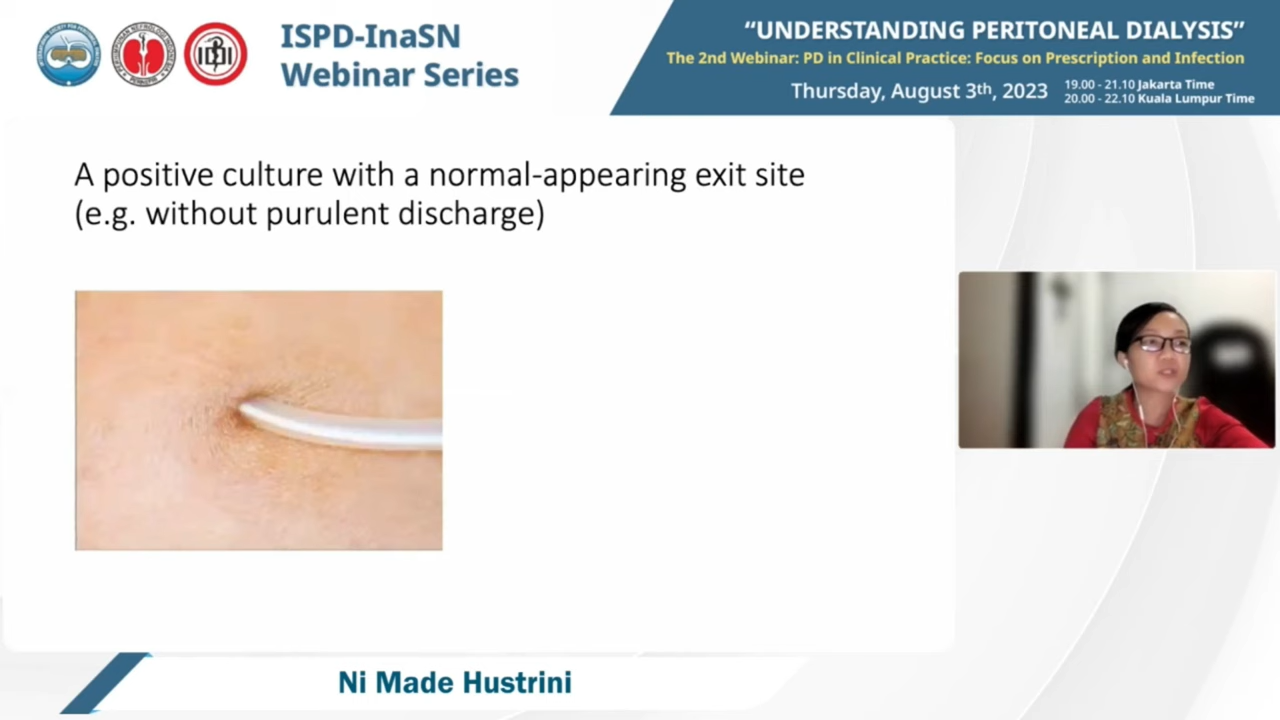 ISPD-InaSN
Webinar Series
“UNDERSTANDING PERITONEAL DIALYSIS”
The 2nd Webinar: PD in Clinical Practice: Focus on Prescription and Infection
Thursday, August 3th, 2023
19.00 - 21.10 Jakarta Time
20.00 - 22.10 Kuala Lumpur Time
A positive culture with a normal-appearing exit site
(e.g. without purulent discharge)
Ni Made Hustrini